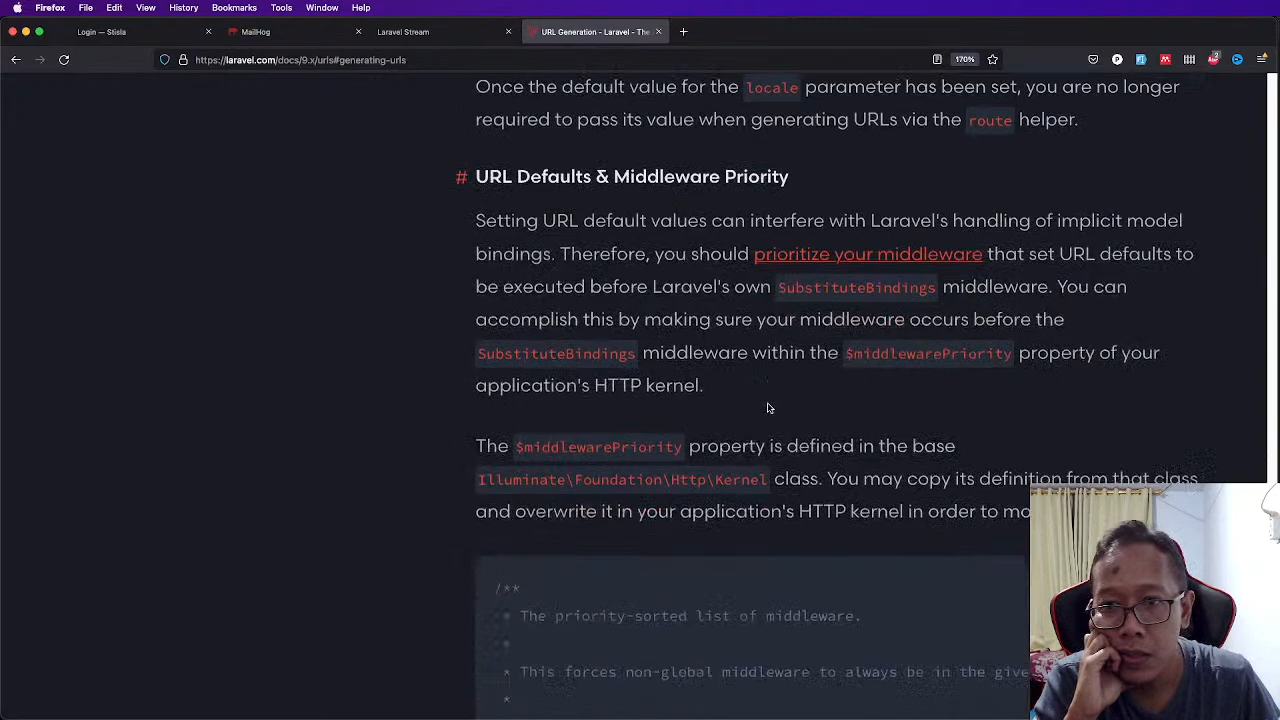 Firefox File Edit View History Bookmarks Tools Window Help
Login — Stisla
MailHog
Laravel Stream
URL Generation - Laravel - The
https://laravel.com/docs/9.x/urls#generating-urls
170%
Once the default value for the locale parameter has been set, you are no longer
required to pass its value when generating URLs via the route helper.
# URL Defaults & Middleware Priority
Setting URL default values can interfere with Laravel's handling of implicit model
bindings. Therefore, you should prioritize your middleware that set URL defaults to
be executed before Laravel's own SubstituteBindings middleware. You can
accomplish this by making sure your middleware occurs before the
SubstituteBindings middleware within the $middlewarePriority property of your
application's HTTP kernel.
The $middlewarePriority property is defined in the base
Illuminate\Foundation\Http\Kernel class. You may copy its definition from that class
and overwrite it in your application's HTTP kernel in order to mo
/**
* The priority-sorted list of middleware.
*
* This forces non-global middleware to always be in the give
*